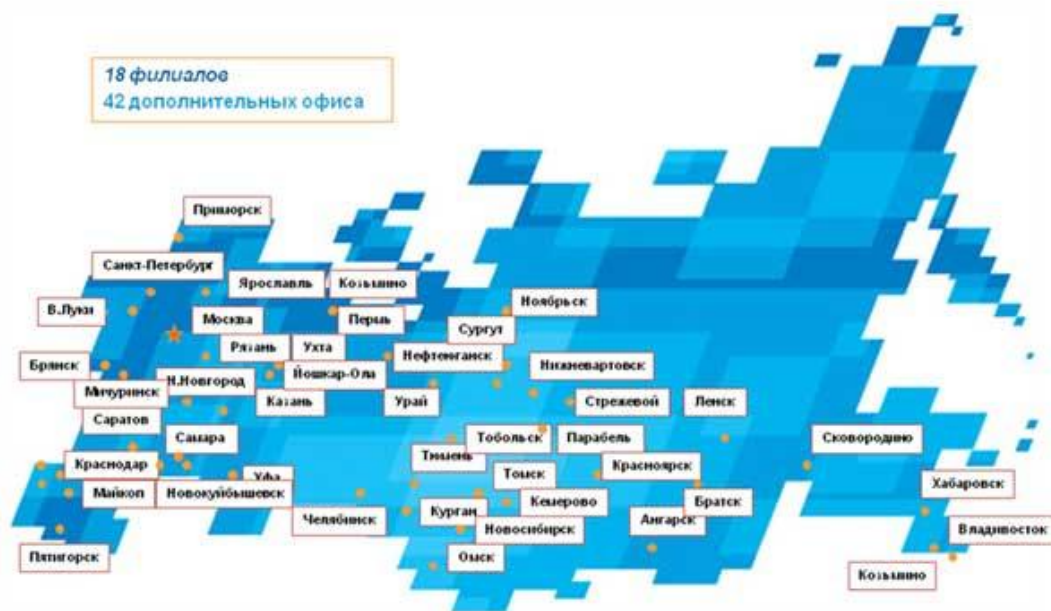 18 филиалов
42 дополнительных офиса
Приморск
Санкт-Петербург
Ярославль
Козьмино
В.Луки
Москва
Пермь
Ноябрьск
Сургут
Рязань
Ухта
Нефтеюганск
Брянск
Нижневартовск
Мичуринск
Н.Новгород
Йошкар-Ола
Казань
Урай
Стрежевой
Ленск
Саратов
Самара
Тобольск
Парабель
Сковородино
Тюмень
Краснодар
Уфа
Томск
Красноярск
Хабаровск
Майкоп
Новокуйбышевск
Кемерово
Братск
Челябинск
Курган
Новосибирск
Ангарск
Владивосток
Пятигорск
Омск
Козьмино